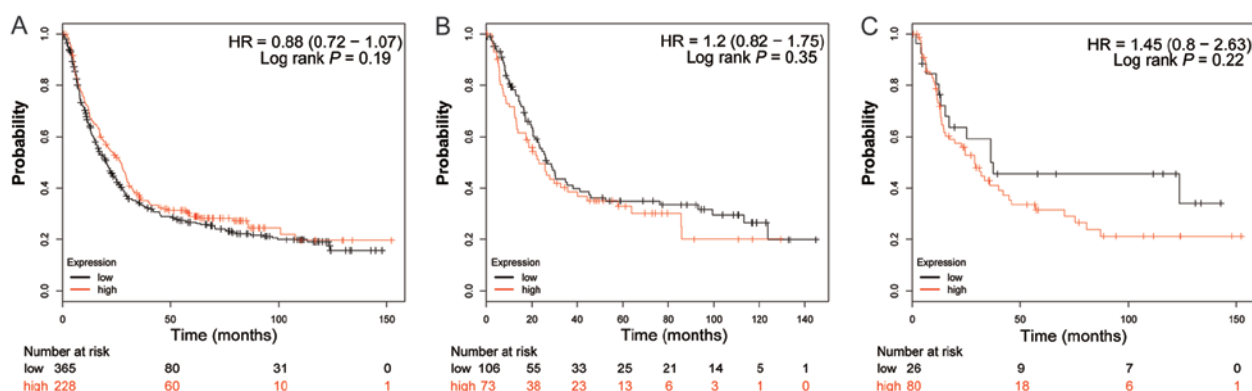 A
HR = 0.88 (0.72 – 1.07)
Log rank P = 0.19
Probability
1.0
0.8
0.6
0.4
0.2
0.0
Expression
low
high
0 50 100 150
Time (months)
Number at risk
low 365 80 31 0
high 228 60 10 1
B
HR = 1.2 (0.82 – 1.75)
Log rank P = 0.35
Probability
1.0
0.8
0.6
0.4
0.2
0.0
Expression
low
high
0 20 40 60 80 100 120 140
Time (months)
Number at risk
low 106 55 33 25 21 14 5 1
high 73 38 23 13 6 3 1 0
C
HR = 1.45 (0.8 – 2.63)
Log rank P = 0.22
Probability
1.0
0.8
0.6
0.4
0.2
0.0
Expression
low
high
0 50 100 150
Time (months)
Number at risk
low 26 9 7 0
high 80 18 6 1